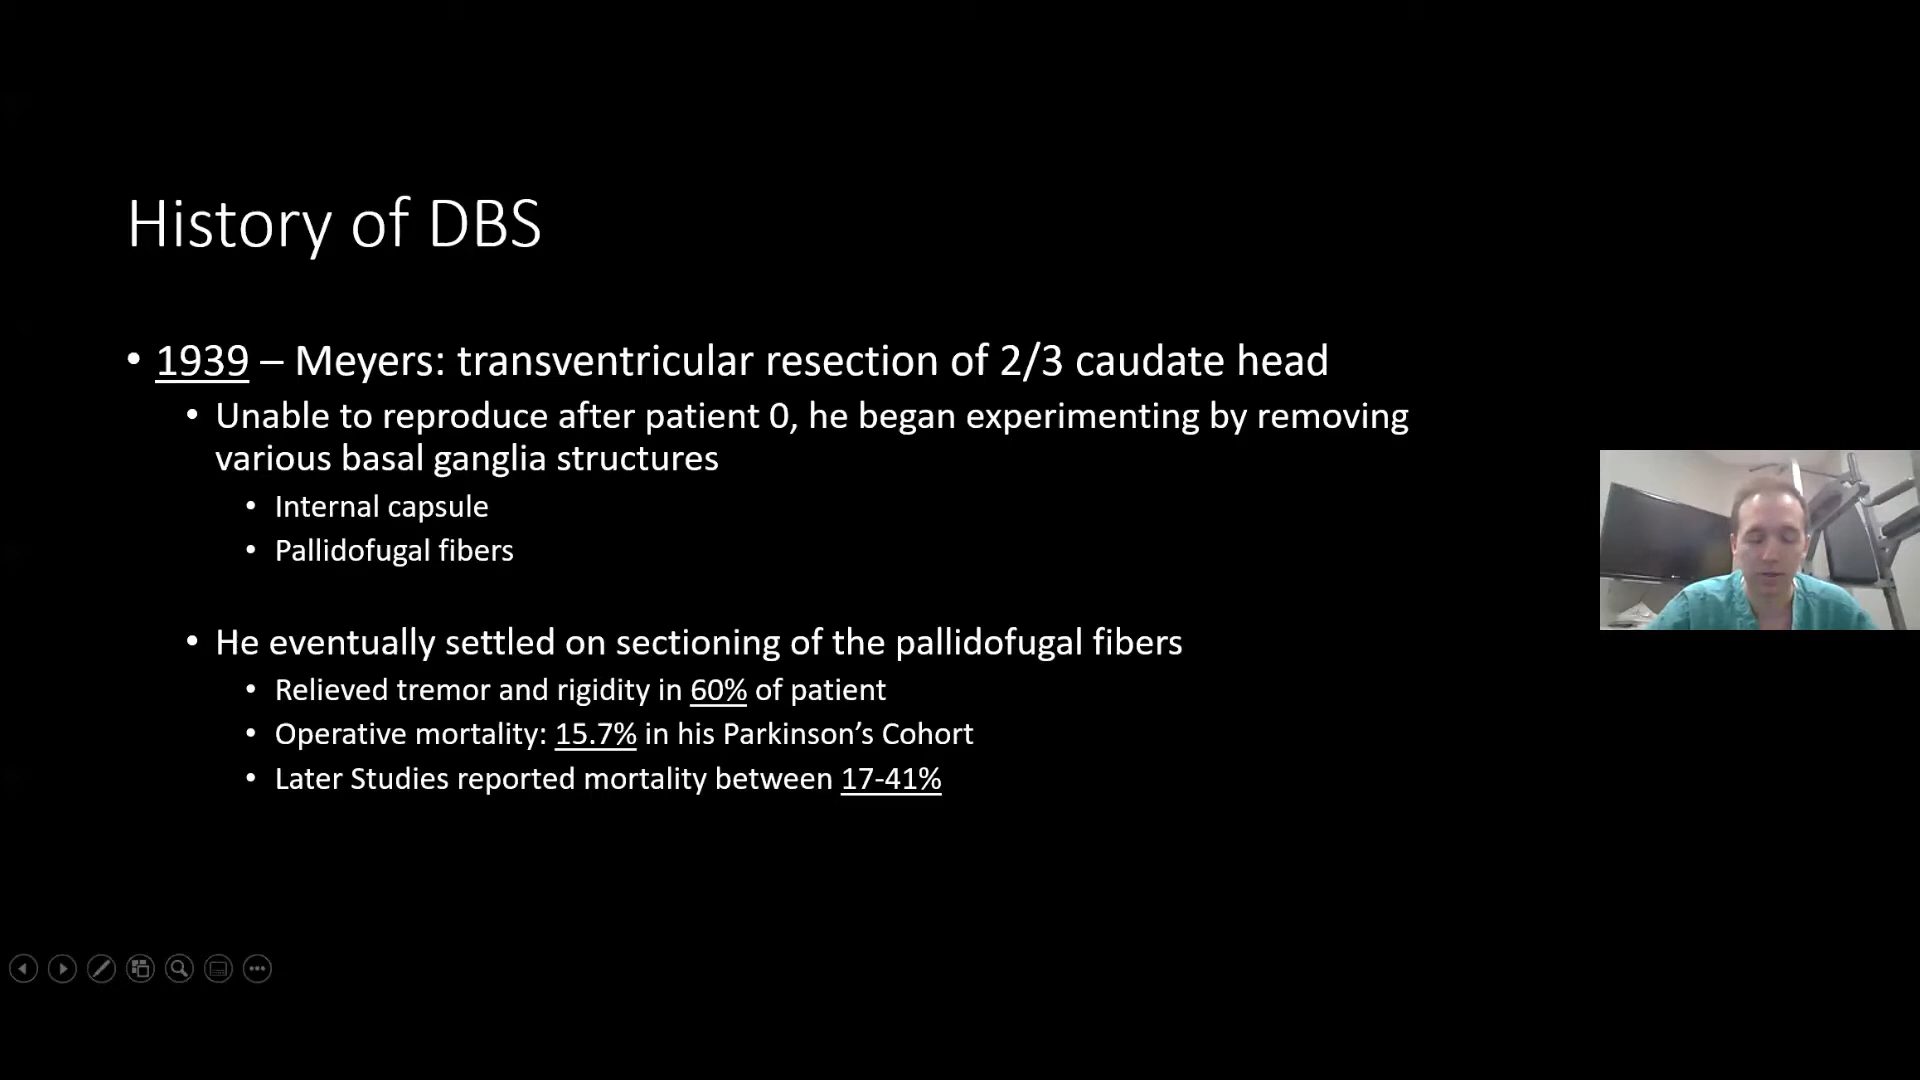 History of DBS
• 1939 – Meyers: transventricular resection of 2/3 caudate head
• Unable to reproduce after patient 0, he began experimenting by removing
various basal ganglia structures
• Internal capsule
• Pallidofugal fibers
• He eventually settled on sectioning of the pallidofugal fibers
• Relieved tremor and rigidity in 60% of patient
• Operative mortality: 15.7% in his Parkinson’s Cohort
• Later Studies reported mortality between 17-41%